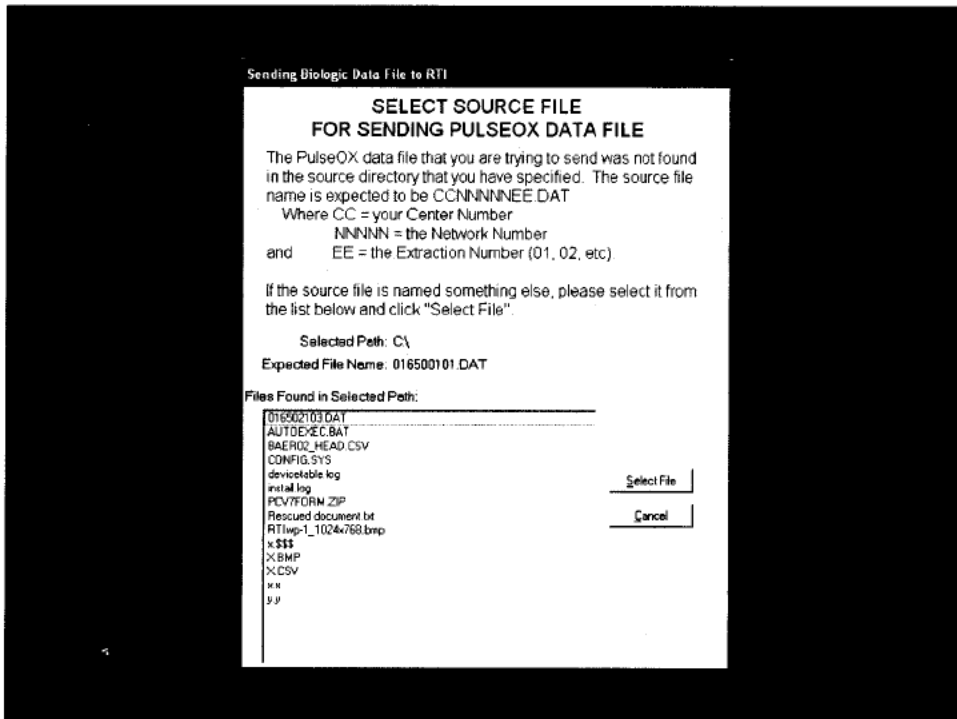 Sending Biologic Data File to RTI
SELECT SOURCE FILE
FOR SENDING PULSEOX DATA FILE
The PulseOX data file that you are trying to send was not found
in the source directory that you have specified. The source file
name is expected to be CCNNNNNEE.DAT
Where CC = your Center Number
NNNNN = the Network Number
and EE = the Extraction Number (01, 02, etc)
If the source file is named something else, please select it from
the list below and click "Select File".
Selected Path: C:\
Expected File Name: 016500101.DAT
Files Found in Selected Path:
016502103.DAT
AUTOEXEC.BAT
BAER02_HEAD.CSV
CONFIG.SYS
devicetable.log
install.log
PCV7FORM.ZIP
Rescued document.txt
RTIwp-1_1024x768.bmp
x.$$$
X.BMP
X.CSV
x.x
y.y
Select File
Cancel